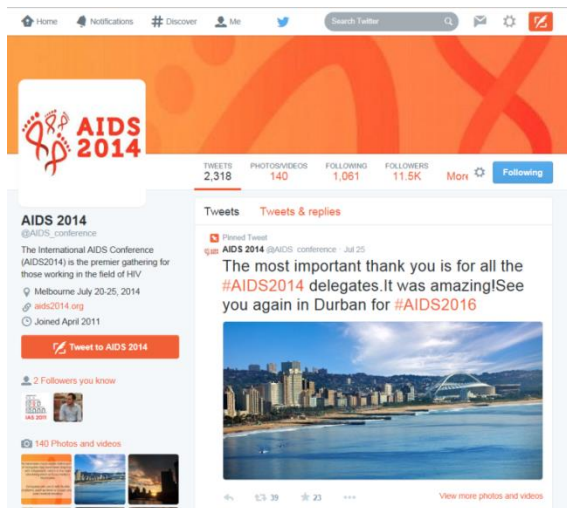 Home Notifications # Discover Me Search Twitter
AIDS
2014
TWEETS PHOTOS/VIDEOS FOLLOWING FOLLOWERS
2,318 140 1,061 11.5K More Following
AIDS 2014
@AIDS_conference
The International AIDS Conference
(AIDS2014) is the premier gathering for
those working in the field of HIV
Melbourne July 20-25, 2014
aids2014.org
Joined April 2011
Tweet to AIDS 2014
2 Followers you know
IAS 2011
140 Photos and videos
Tweets Tweets & replies
Pinned Tweet
AIDS 2014 @AIDS_conference · Jul 25
The most important thank you is for all the
#AIDS2014 delegates.It was amazing!See
you again in Durban for #AIDS2016
39 23
View more photos and videos